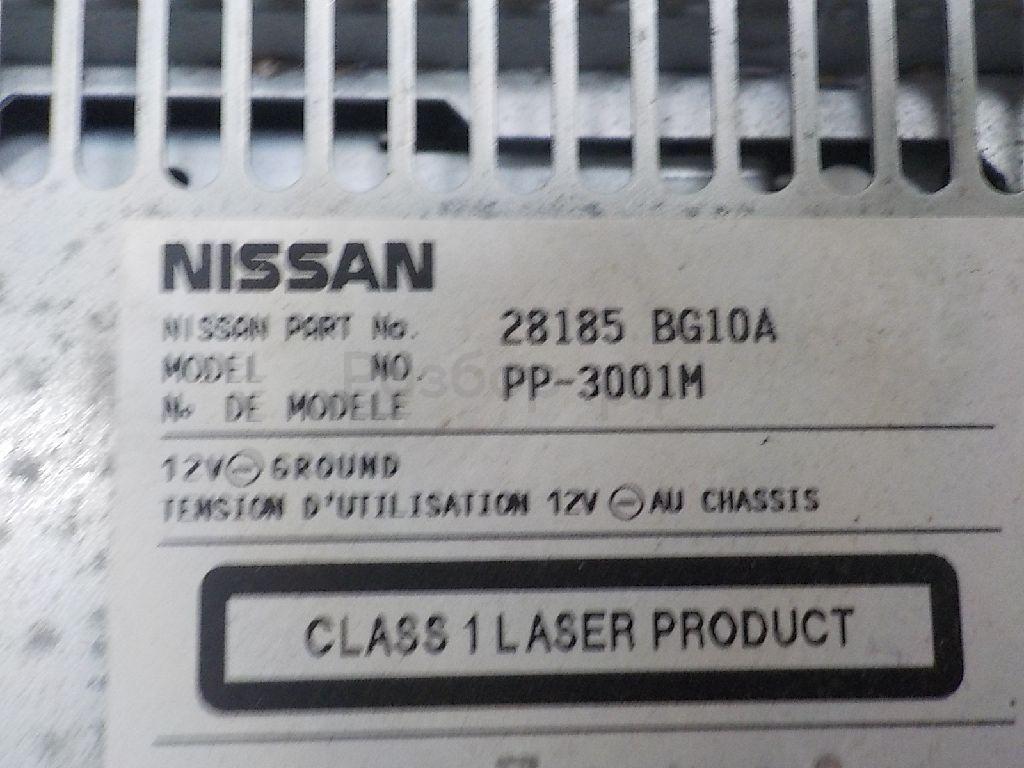 NISSAN
NISSAN PART No. 28185 BG10A
MODEL NO. PP-3001M
No DE MODELE
12V ⊖ GROUND
TENSION D'UTILISATION 12V ⊖ AU CHASSIS
CLASS 1 LASER PRODUCT